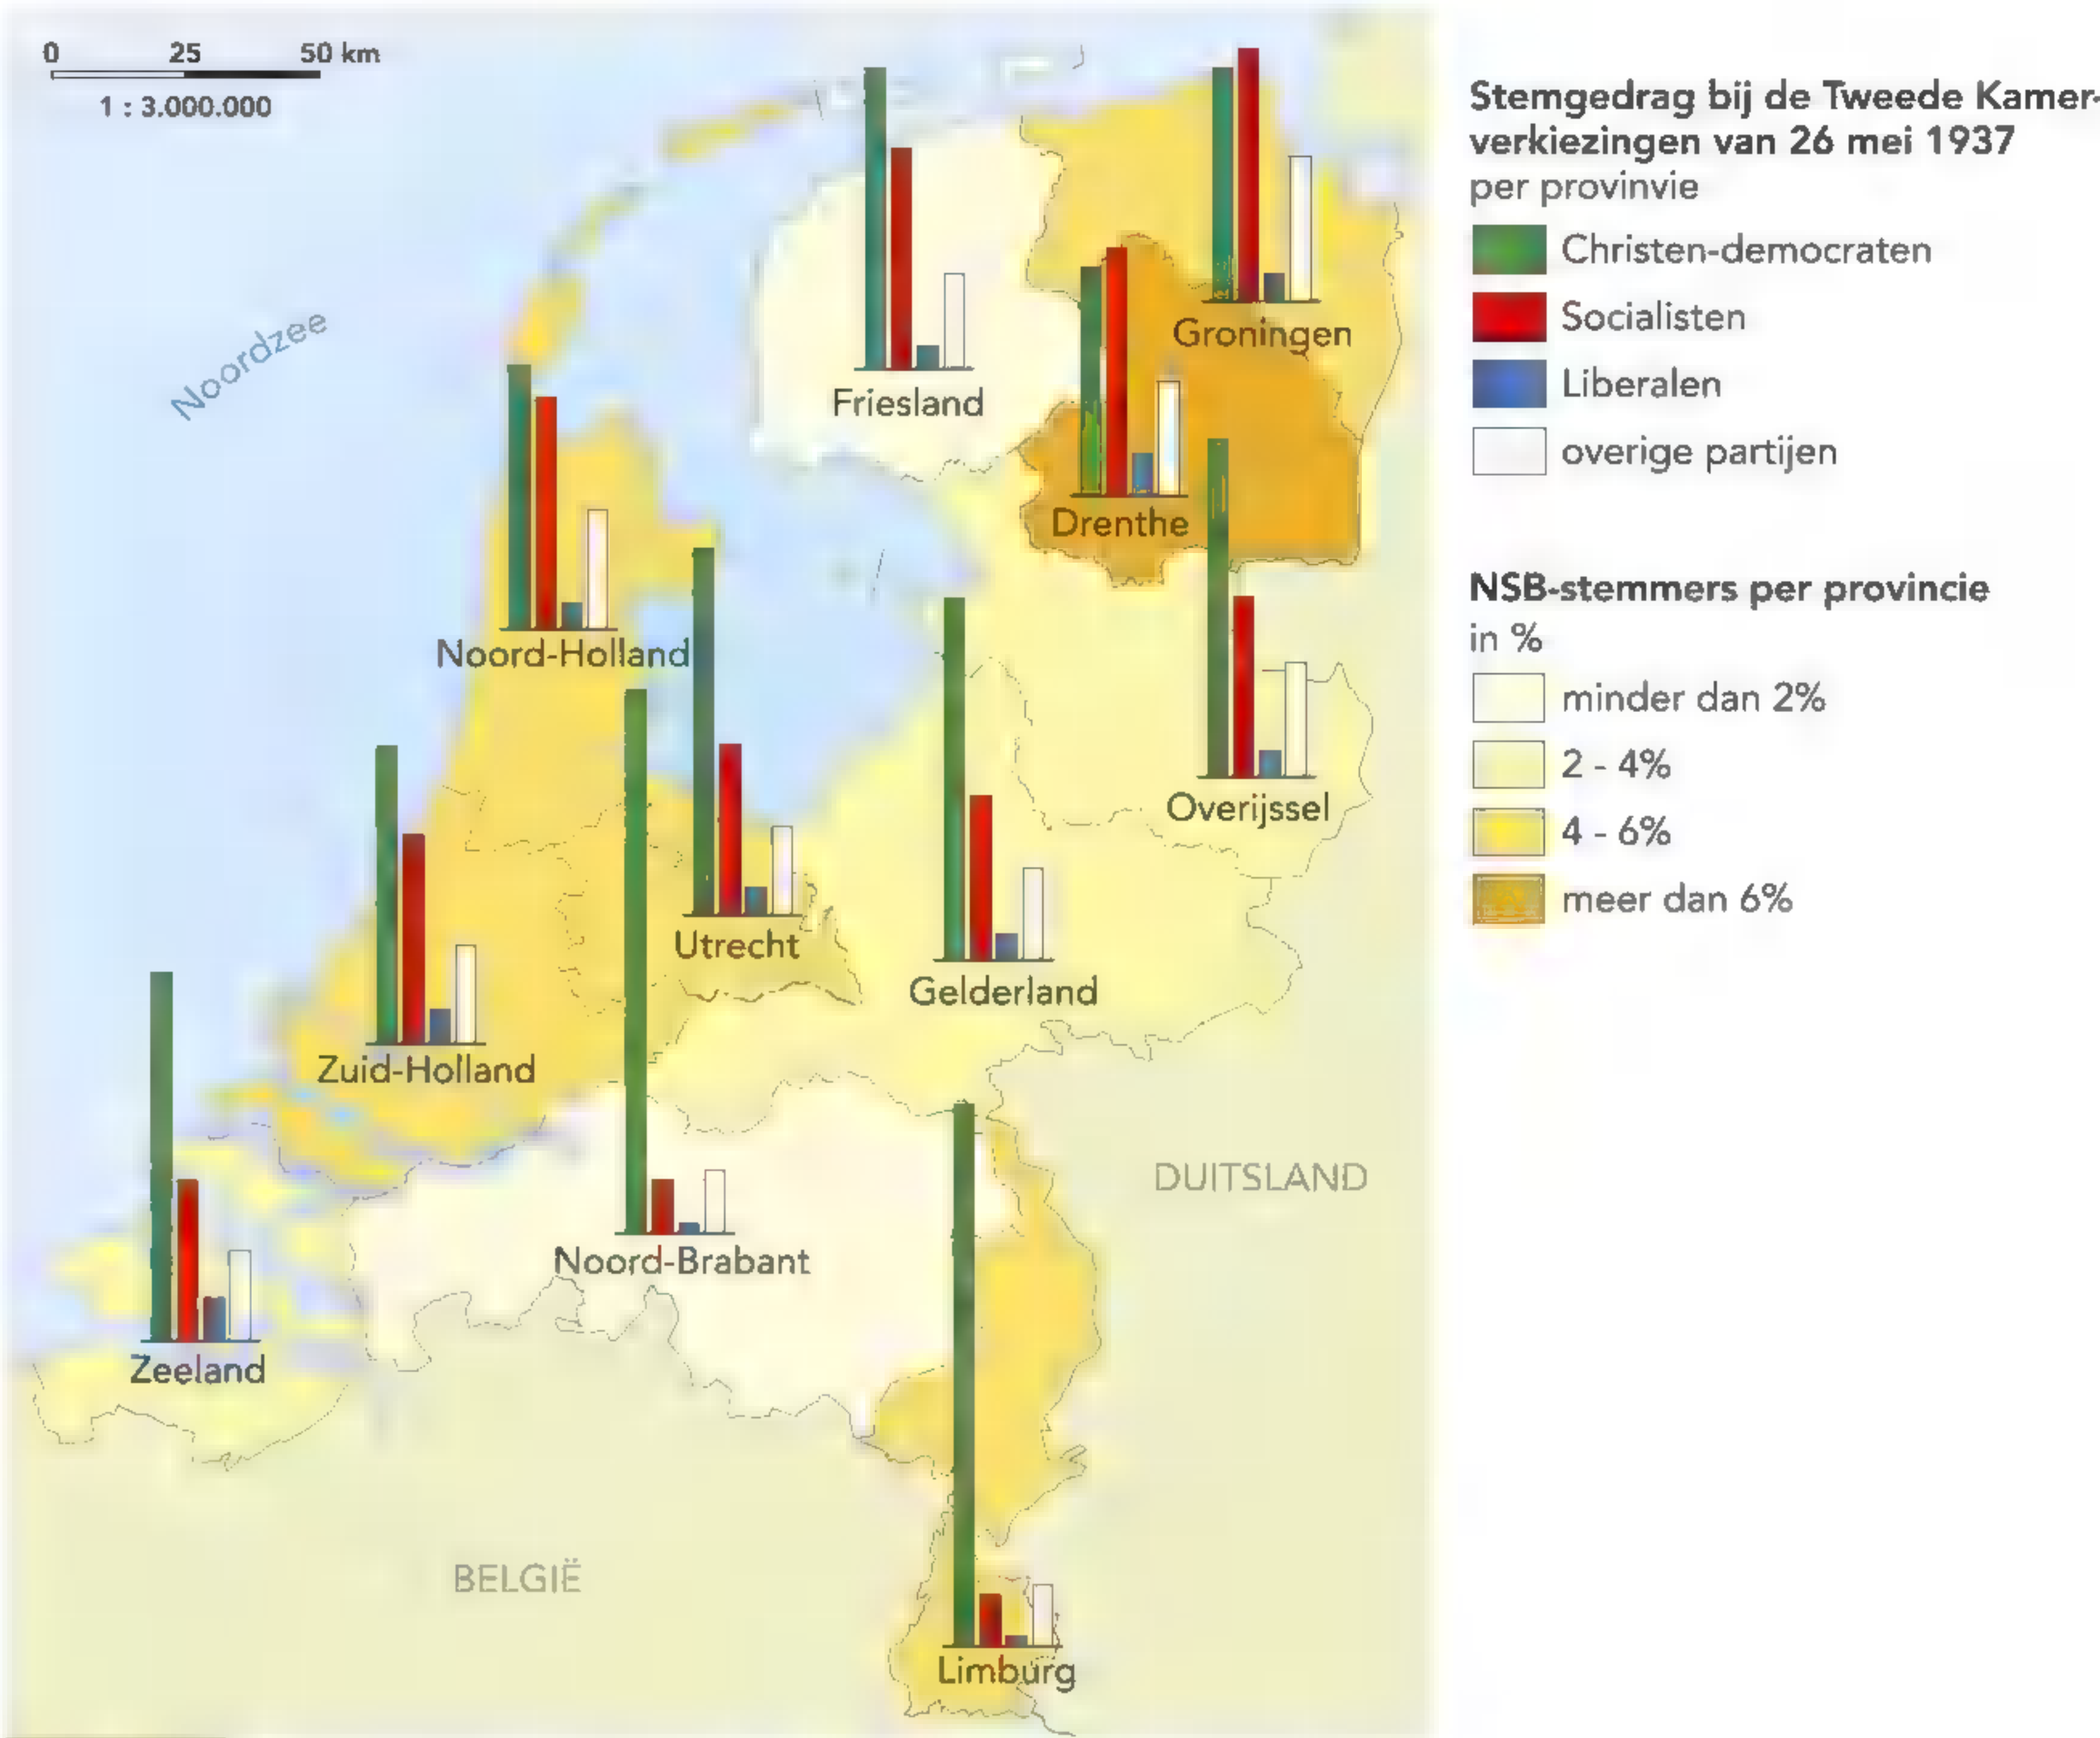 0 25 50 km
1 : 3.000.000
Noordzee
Friesland
Groningen
Drenthe
Noord-Holland
Overijssel
Utrecht
Gelderland
Zuid-Holland
DUITSLAND
Noord-Brabant
Zeeland
BELGIË
Limburg
Stemgedrag bij de Tweede Kamer-
verkiezingen van 26 mei 1937
per provinvie
Christen-democraten
Socialisten
Liberalen
overige partijen
NSB-stemmers per provincie
in %
minder dan 2%
2 - 4%
4 - 6%
meer dan 6%